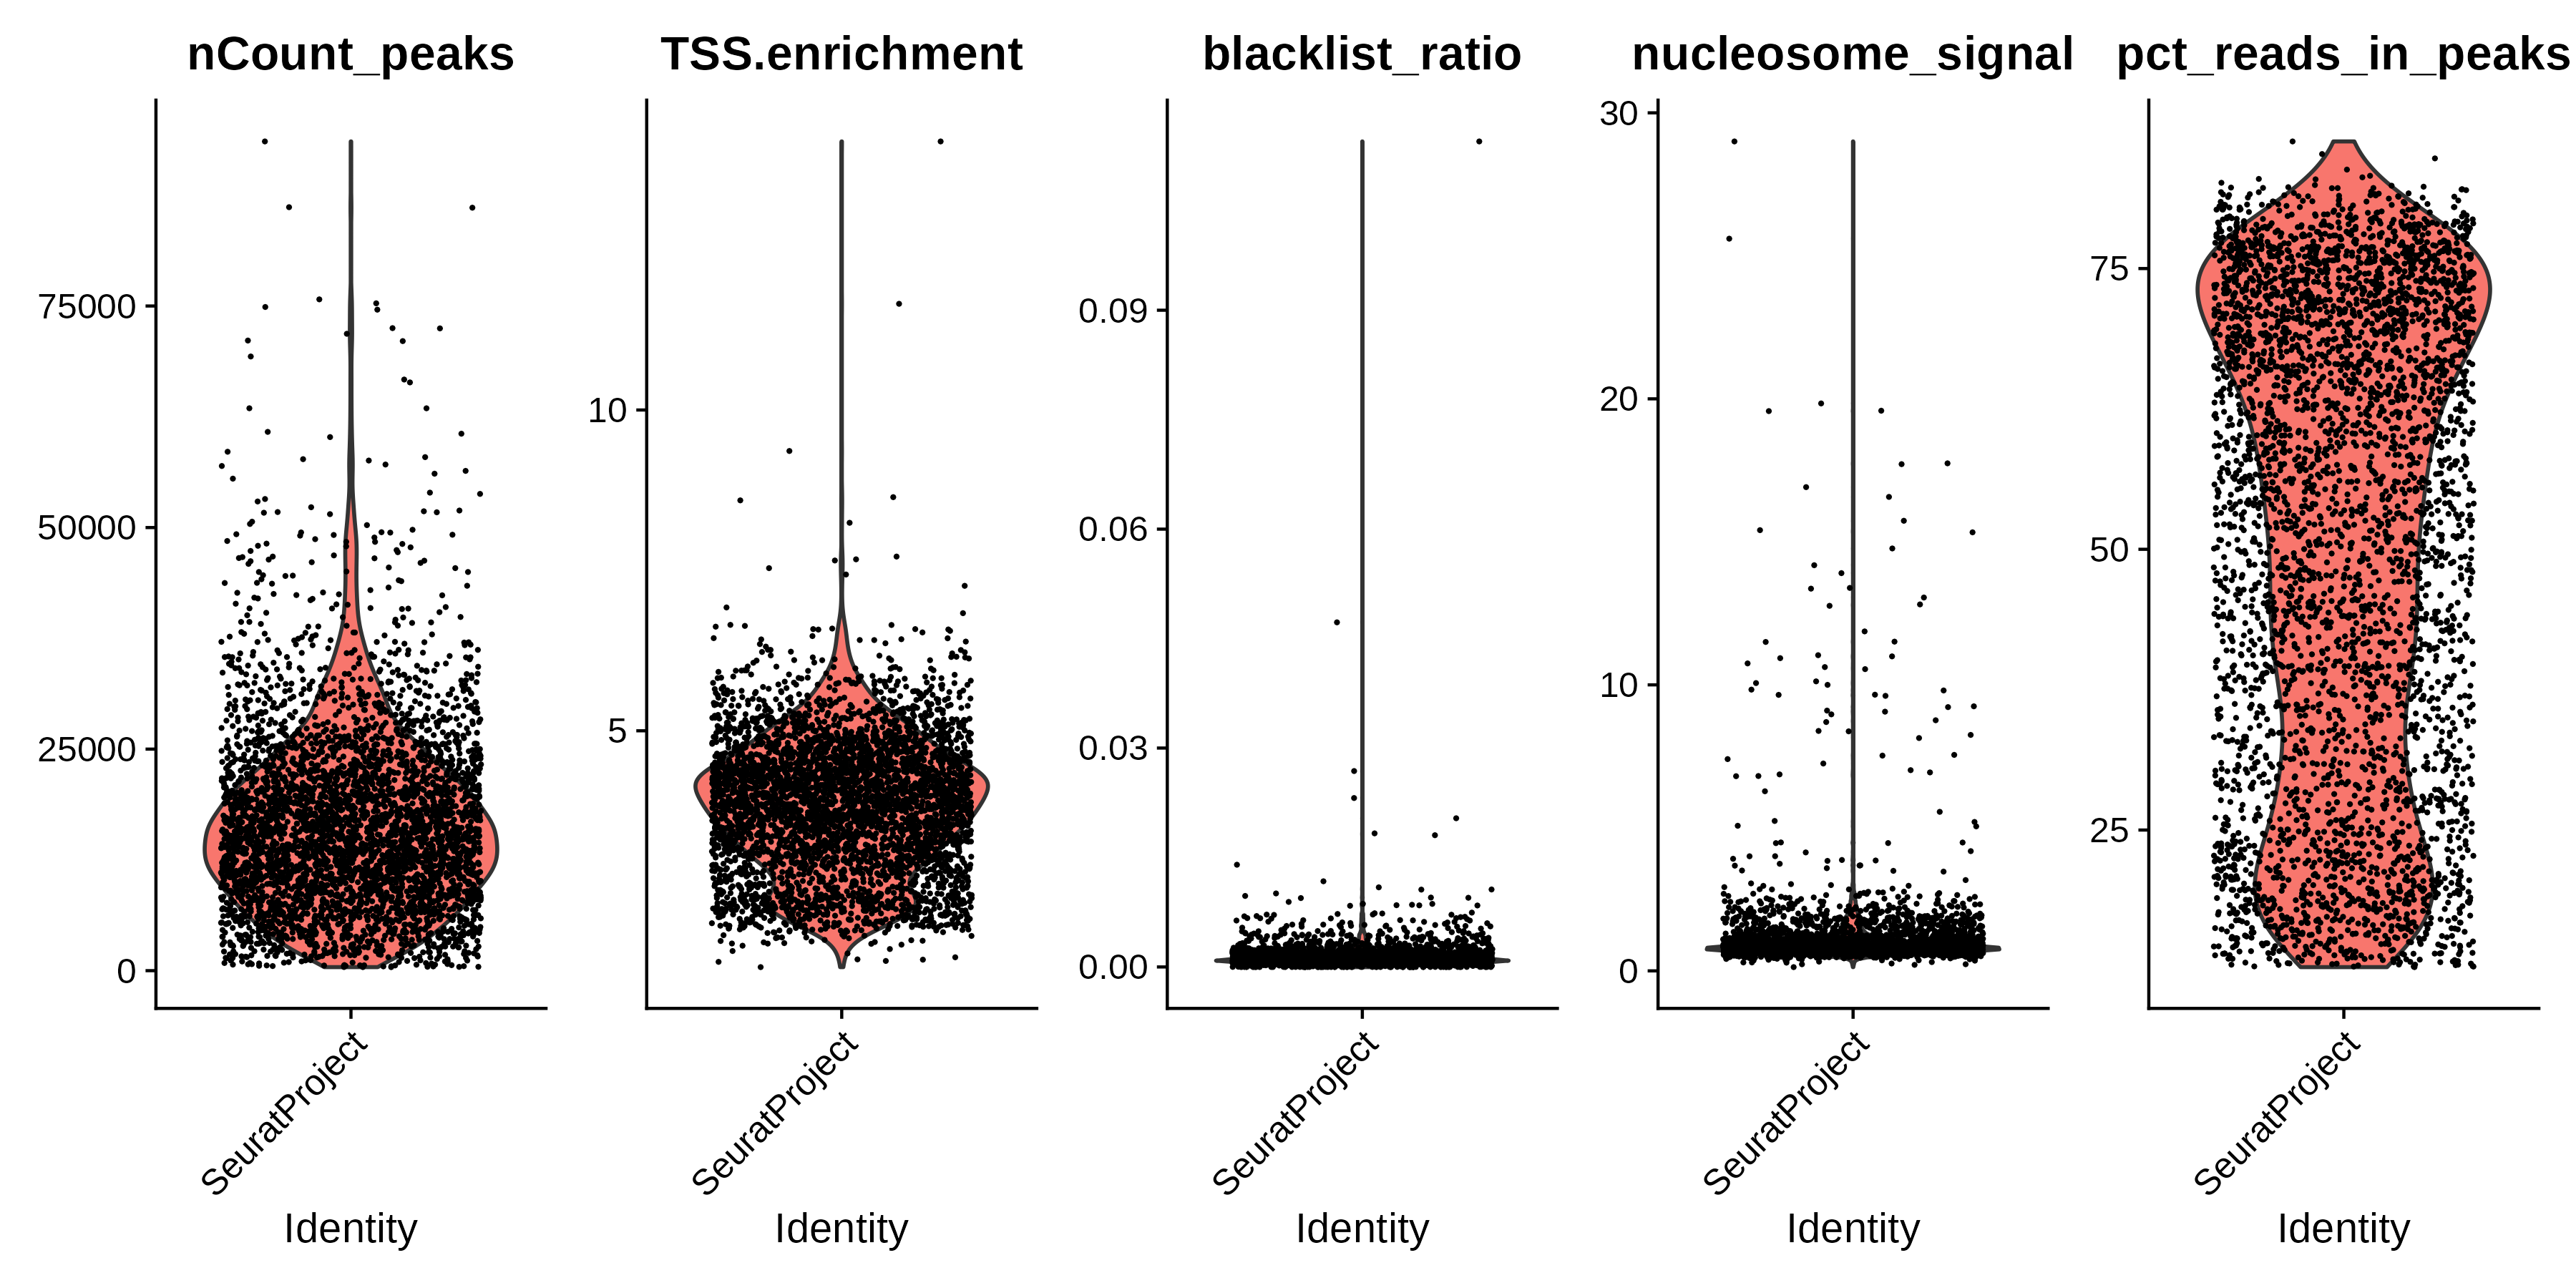 nCount_peaks
75000
50000
25000
0
SeuratProject
Identity
TSS.enrichment
10
5
SeuratProject
Identity
blacklist_ratio
0.09
0.06
0.03
0.00
SeuratProject
Identity
nucleosome_signal
30
20
10
0
SeuratProject
Identity
pct_reads_in_peaks
75
50
25
SeuratProject
Identity